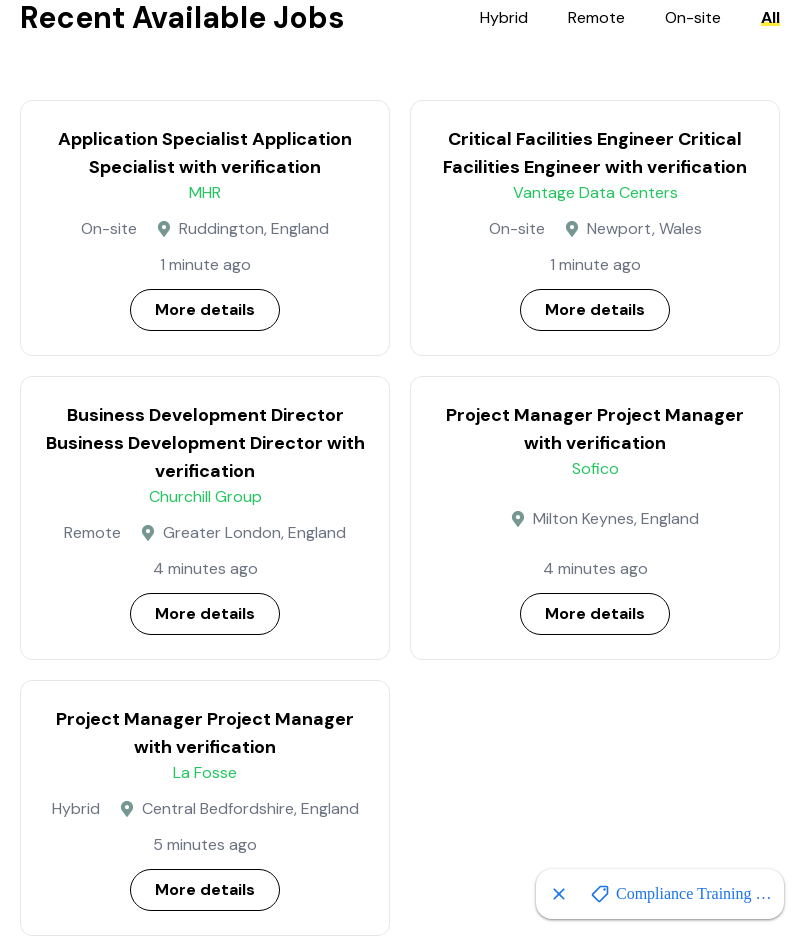 Recent Available Jobs
Hybrid
Remote
On-site
All
Application Specialist Application
Specialist with verification
MHR
On-site
Ruddington, England
1 minute ago
More details
Critical Facilities Engineer Critical
Facilities Engineer with verification
Vantage Data Centers
On-site
Newport, Wales
1 minute ago
More details
Business Development Director
Business Development Director with
verification
Churchill Group
Remote
Greater London, England
4 minutes ago
More details
Project Manager Project Manager
with verification
Sofico
Milton Keynes, England
4 minutes ago
More details
Project Manager Project Manager
with verification
La Fosse
Hybrid
Central Bedfordshire, England
5 minutes ago
More details
Compliance Training …